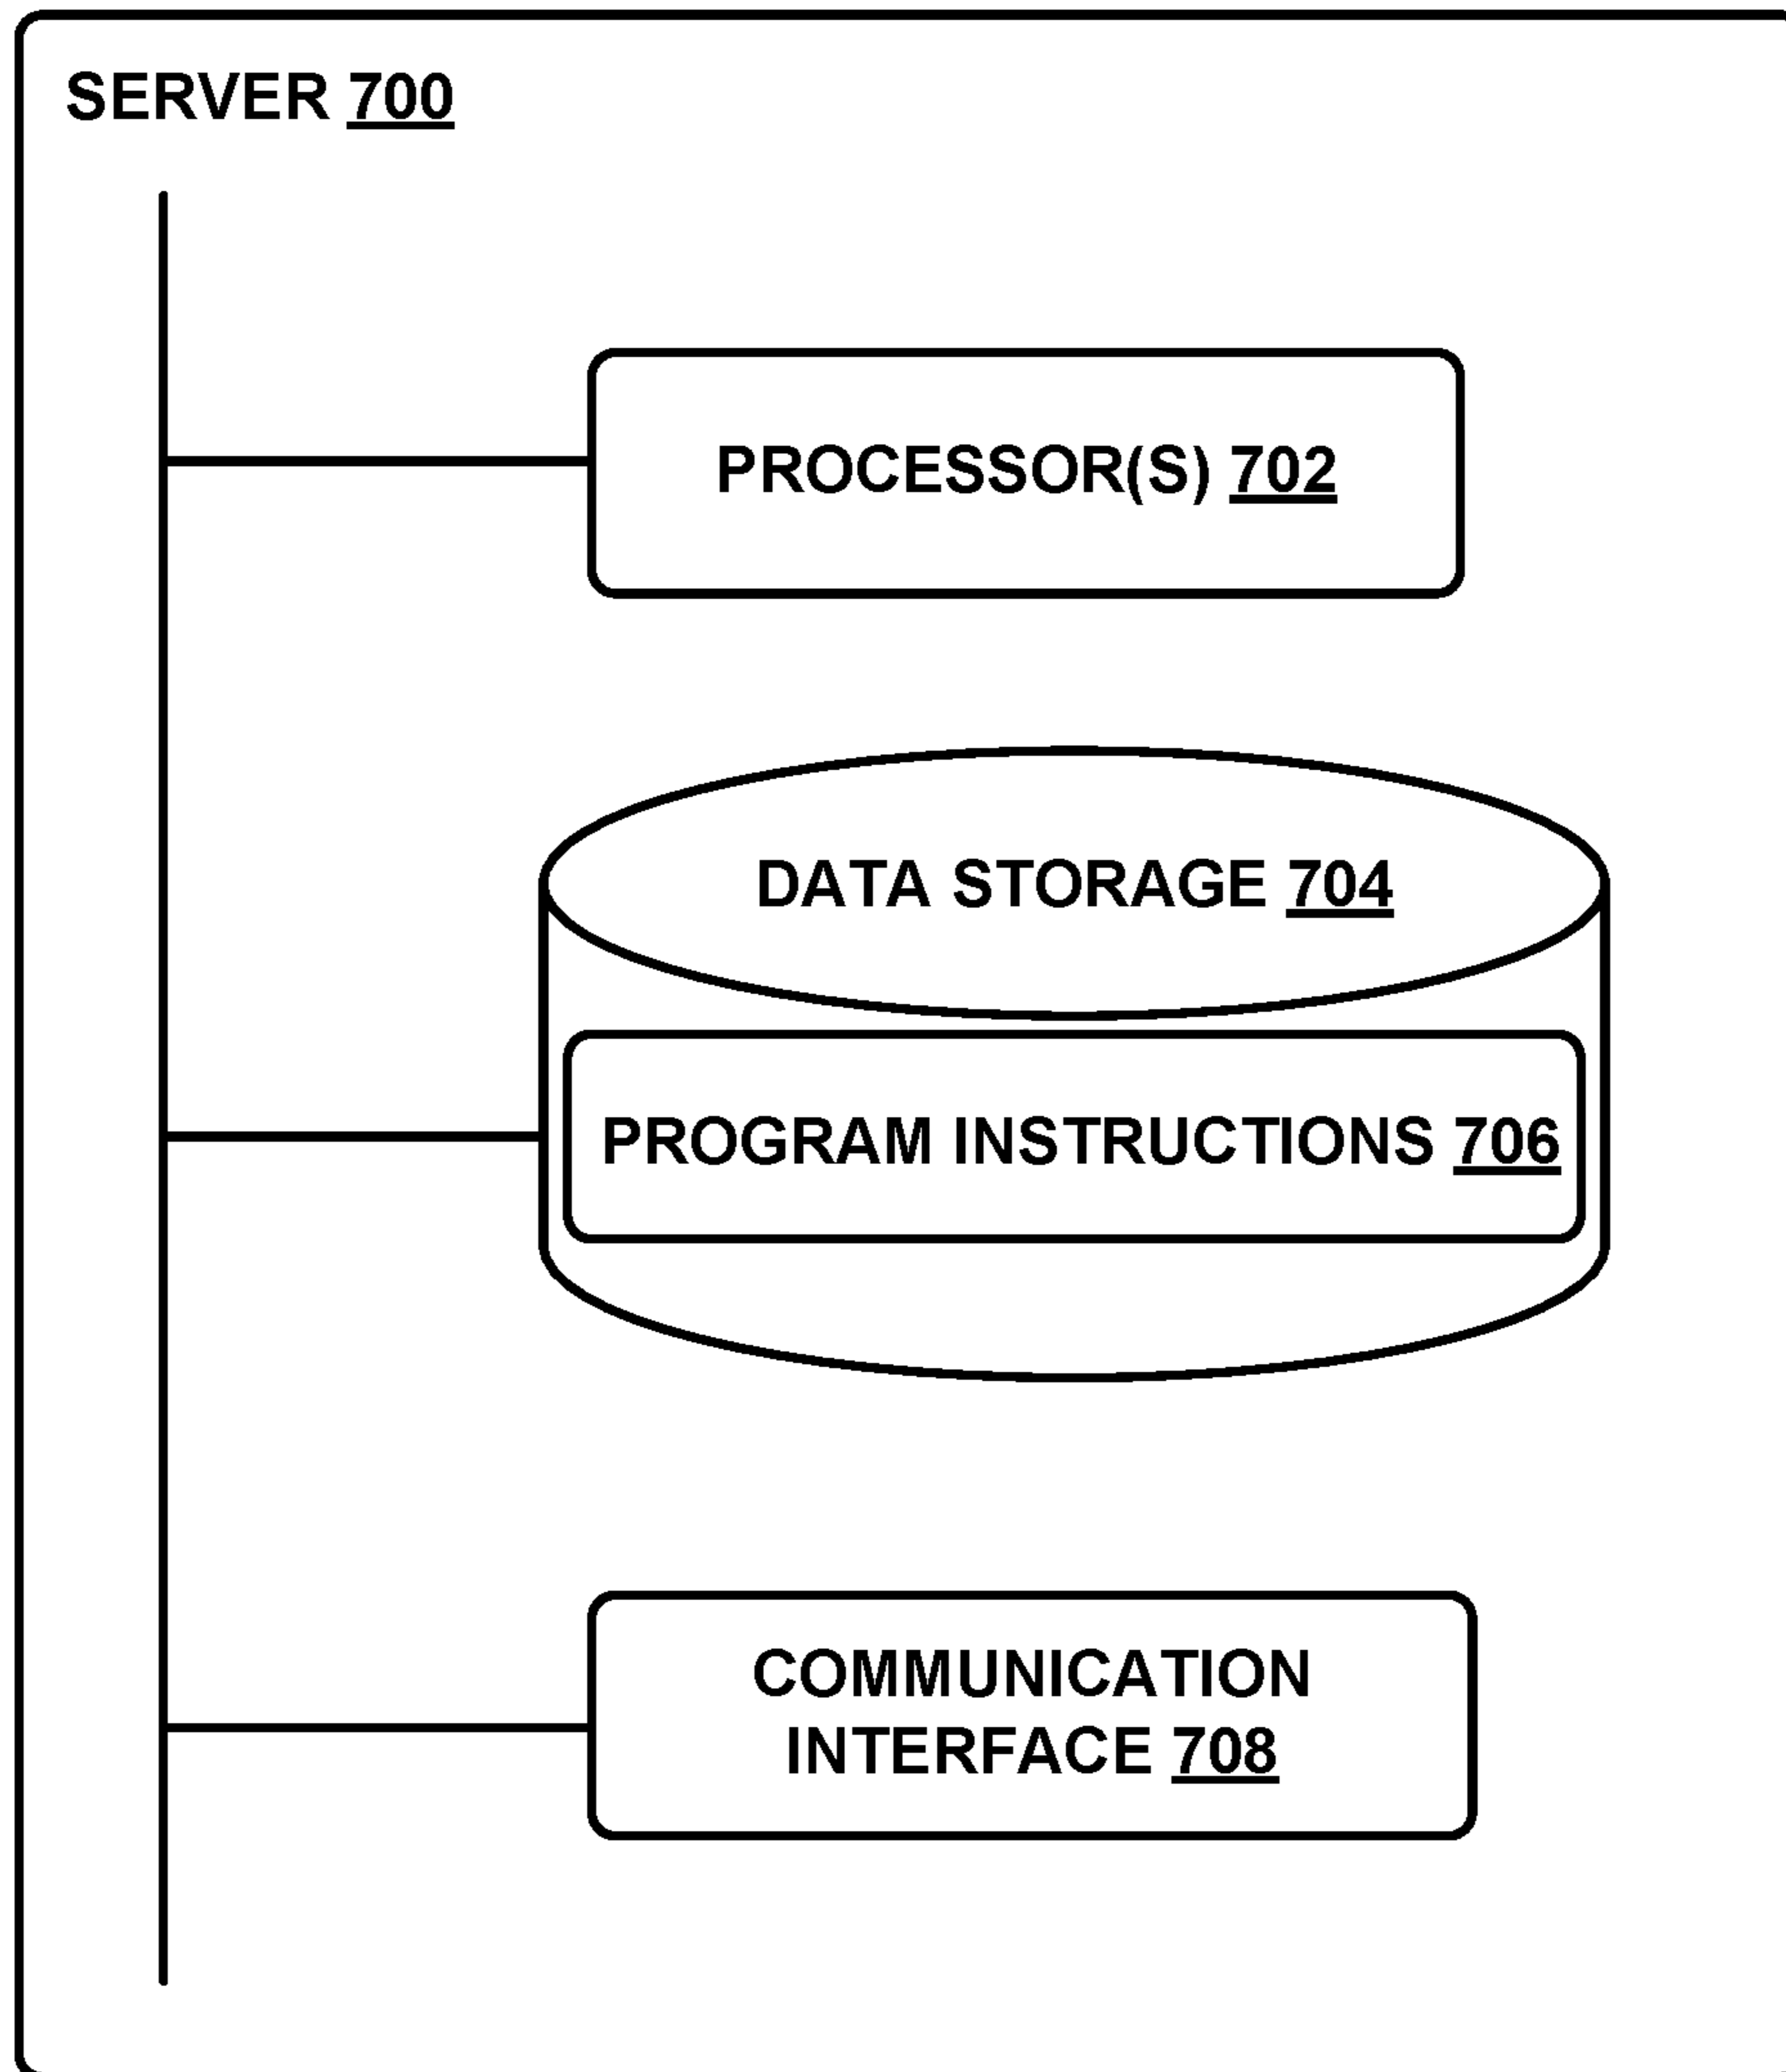 SERVER 700
PROCESSOR(S) 702
DATA STORAGE 704
PROGRAM INSTRUCTIONS 706
COMMUNICATION
INTERFACE 708